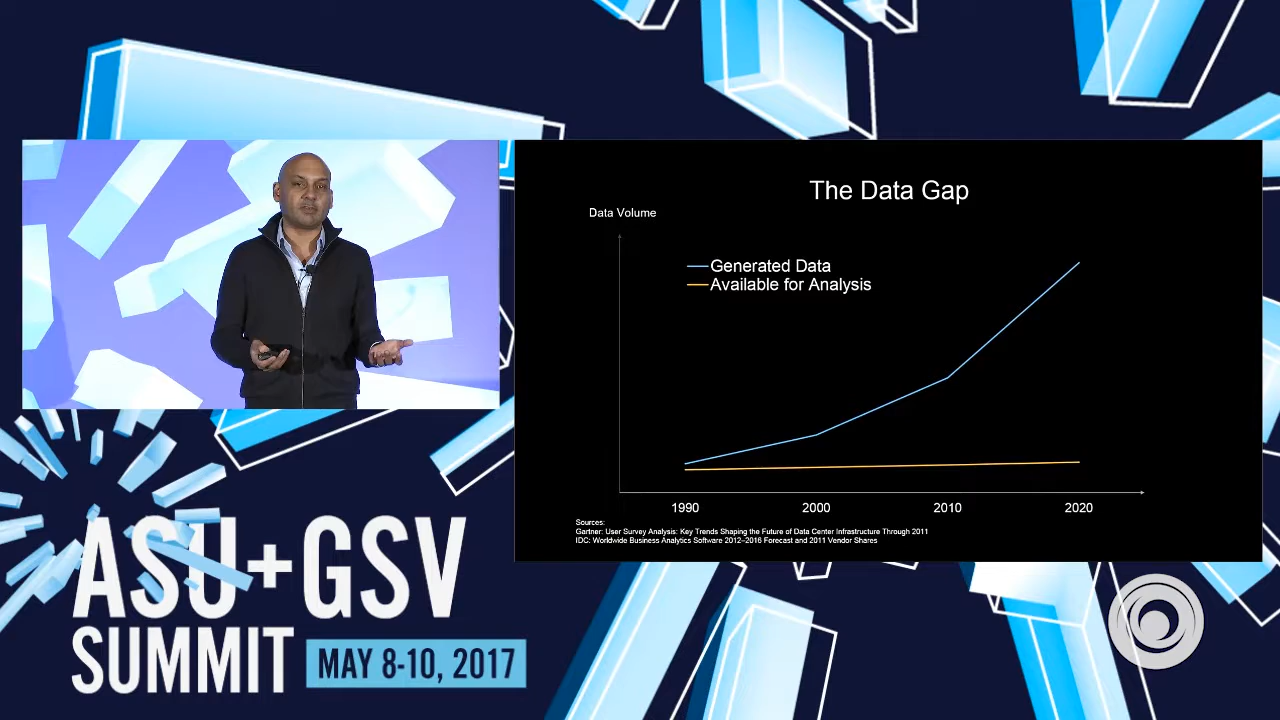 The Data Gap
Data Volume
Generated Data
Available for Analysis
1990 2000 2010 2020
Sources:
Gartner: User Survey Analysis: Key Trends Shaping the Future of Data Center Infrastructure Through 2011
IDC: Worldwide Business Analytics Software 2012–2016 Forecast and 2011 Vendor Shares
ASU+GSV
SUMMIT
MAY 8-10, 2017